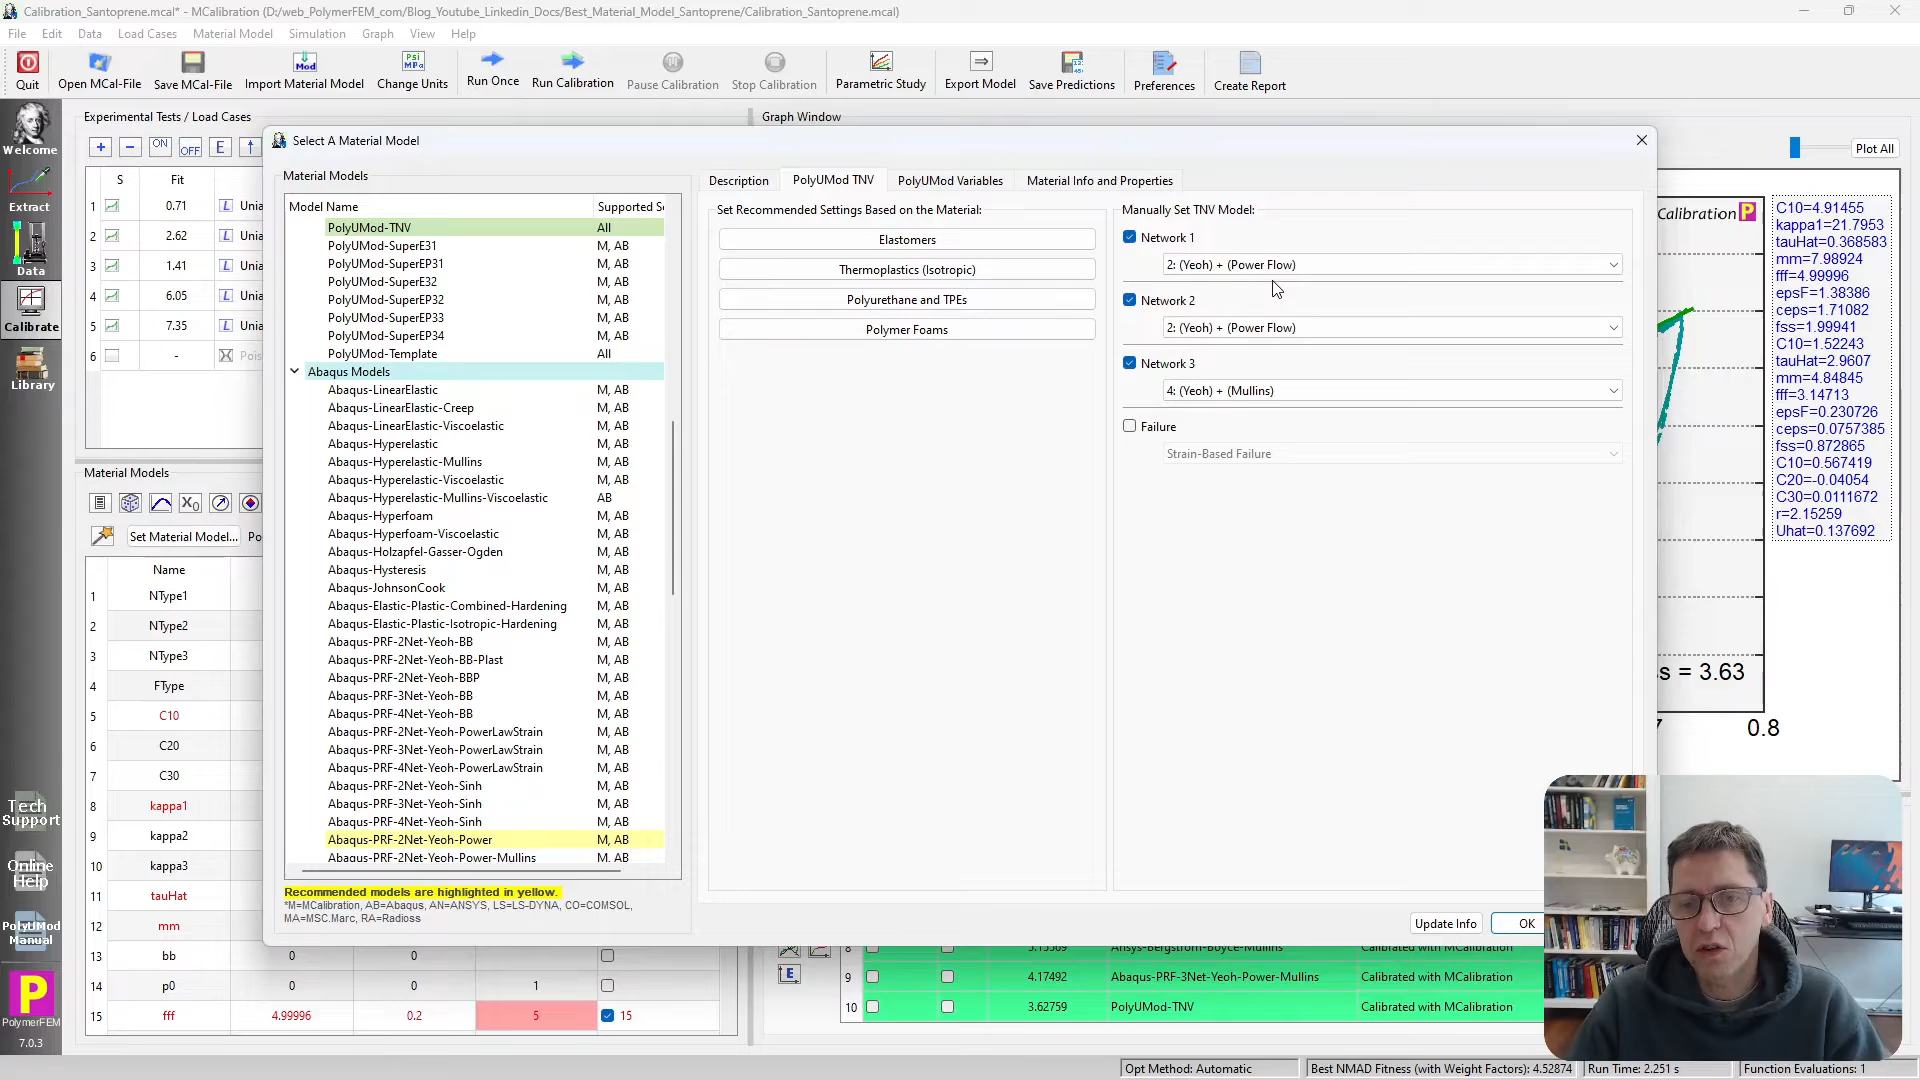 Calibration_Santoprene.mcal* - MCalibration (D:/web_PolymerFEM_com/Blog_Youtube_Linkedin_Docs/Best_Material_Model_Santoprene/Calibration_Santoprene.mcal)
File Edit Data Load Cases Material Model Simulation Graph View Help
Quit Open MCal-File Save MCal-File Import Material Model Change Units Run Once Run Calibration Pause Calibration Stop Calibration Parametric Study Export Model Save Predictions Preferences Create Report
Welcome
Extract
Data
Calibrate
Library
Tech
Support
Online
Help
PolyUMod
Manual
PolymerFEM
7.0.3
Experimental Tests / Load Cases
+ - ON OFF E
S Fit
1 0.71 L Unia
2 2.62 L Unia
3 1.41 L Unia
4 6.05 L Unia
5 7.35 L Unia
6 - Pois
Material Models
Set Material Model... Po
Name
1 NType1
2 NType2
3 NType3
4 FType
5 C10
6 C20
7 C30
8 kappa1
9 kappa2
10 kappa3
11 tauHat
12 mm
13 bb 0 0
14 p0 0 0 1
15 fff 4.99996 0.2 5 15
Select A Material Model
Material Models
Model Name Supported S
PolyUMod-TNV All
PolyUMod-SuperE31 M, AB
PolyUMod-SuperEP31 M, AB
PolyUMod-SuperE32 M, AB
PolyUMod-SuperEP32 M, AB
PolyUMod-SuperEP33 M, AB
PolyUMod-SuperEP34 M, AB
PolyUMod-Template All
Abaqus Models
Abaqus-LinearElastic M, AB
Abaqus-LinearElastic-Creep M, AB
Abaqus-LinearElastic-Viscoelastic M, AB
Abaqus-Hyperelastic M, AB
Abaqus-Hyperelastic-Mullins M, AB
Abaqus-Hyperelastic-Viscoelastic M, AB
Abaqus-Hyperelastic-Mullins-Viscoelastic AB
Abaqus-Hyperfoam M, AB
Abaqus-Hyperfoam-Viscoelastic M, AB
Abaqus-Holzapfel-Gasser-Ogden M, AB
Abaqus-Hysteresis M, AB
Abaqus-JohnsonCook M, AB
Abaqus-Elastic-Plastic-Combined-Hardening M, AB
Abaqus-Elastic-Plastic-Isotropic-Hardening M, AB
Abaqus-PRF-2Net-Yeoh-BB M, AB
Abaqus-PRF-2Net-Yeoh-BB-Plast M, AB
Abaqus-PRF-2Net-Yeoh-BBP M, AB
Abaqus-PRF-3Net-Yeoh-BB M, AB
Abaqus-PRF-4Net-Yeoh-BB M, AB
Abaqus-PRF-2Net-Yeoh-PowerLawStrain M, AB
Abaqus-PRF-3Net-Yeoh-PowerLawStrain M, AB
Abaqus-PRF-4Net-Yeoh-PowerLawStrain M, AB
Abaqus-PRF-2Net-Yeoh-Sinh M, AB
Abaqus-PRF-3Net-Yeoh-Sinh M, AB
Abaqus-PRF-4Net-Yeoh-Sinh M, AB
Abaqus-PRF-2Net-Yeoh-Power M, AB
Abaqus-PRF-2Net-Yeoh-Power-Mullins M, AB
Recommended models are highlighted in yellow.
*M=MCalibration, AB=Abaqus, AN=ANSYS, LS=LS-DYNA, CO=COMSOL,
MA=MSC.Marc, RA=Radioss
Description PolyUMod TNV PolyUMod Variables Material Info and Properties
Set Recommended Settings Based on the Material:
Elastomers
Thermoplastics (Isotropic)
Polyurethane and TPEs
Polymer Foams
Manually Set TNV Model:
Network 1
2: (Yeoh) + (Power Flow)
Network 2
2: (Yeoh) + (Power Flow)
Network 3
4: (Yeoh) + (Mullins)
Failure
Strain-Based Failure
Update Info OK
Graph Window
Plot All
Calibration P
C10=4.91455
kappa1=21.7953
tauHat=0.368583
mm=7.98924
fff=4.99996
epsF=1.38386
ceps=1.71082
fss=1.99941
C10=1.52243
tauHat=2.9607
mm=4.84845
fff=3.14713
epsF=0.230726
ceps=0.0757385
fss=0.872865
C10=0.567419
C20=-0.04054
C30=0.0111672
r=2.15259
Uhat=0.137692
s = 3.63
0.8
8 5.15509 Ansys-Bergstrom-Boyce-Mullins Calibrated with MCalibration
E
9 4.17492 Abaqus-PRF-3Net-Yeoh-Power-Mullins Calibrated with MCalibration
10 3.62759 PolyUMod-TNV Calibrated with MCalibration
Opt Method: Automatic Best NMAD Fitness (with Weight Factors): 4.52874 Run Time: 2.251 s Function Evaluations: 1